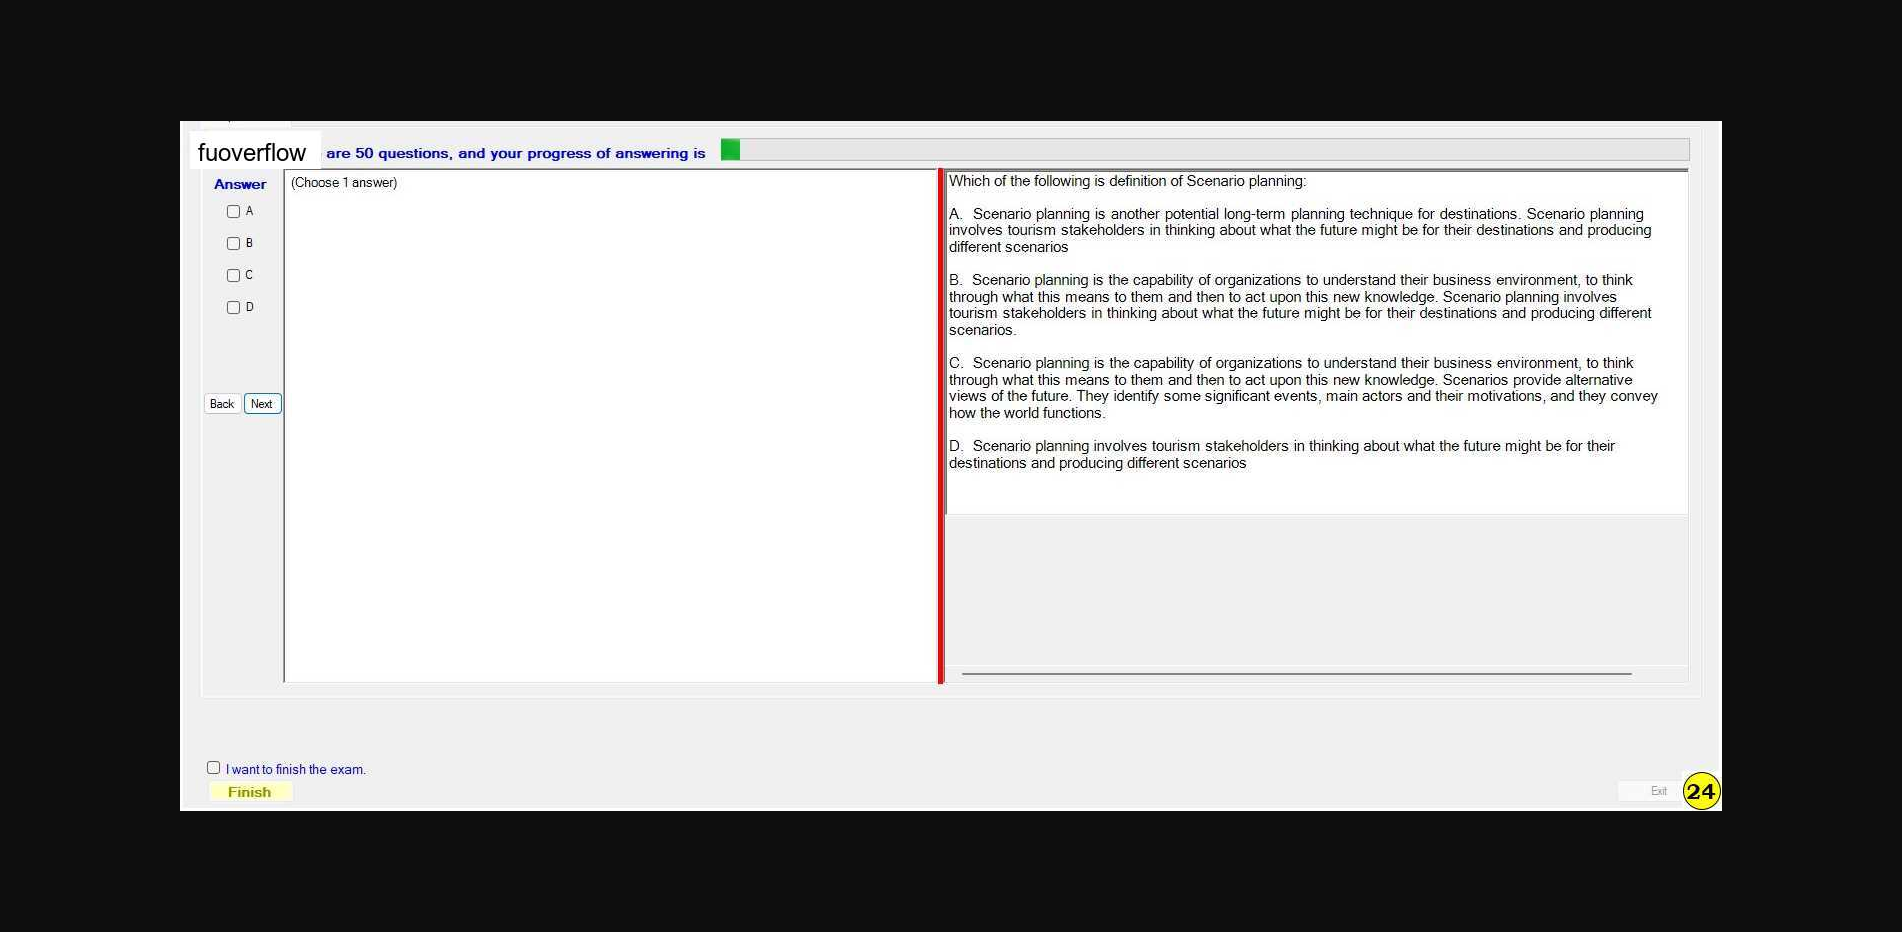 fuoverflow are 50 questions, and your progress of answering is
Answer
A
B
C
D
Back Next
(Choose 1 answer)
Which of the following is definition of Scenario planning:
A. Scenario planning is another potential long-term planning technique for destinations. Scenario planning
involves tourism stakeholders in thinking about what the future might be for their destinations and producing
different scenarios
B. Scenario planning is the capability of organizations to understand their business environment, to think
through what this means to them and then to act upon this new knowledge. Scenario planning involves
tourism stakeholders in thinking about what the future might be for their destinations and producing different
scenarios.
C. Scenario planning is the capability of organizations to understand their business environment, to think
through what this means to them and then to act upon this new knowledge. Scenarios provide alternative
views of the future. They identify some significant events, main actors and their motivations, and they convey
how the world functions.
D. Scenario planning involves tourism stakeholders in thinking about what the future might be for their
destinations and producing different scenarios
I want to finish the exam.
Finish
Exit
24